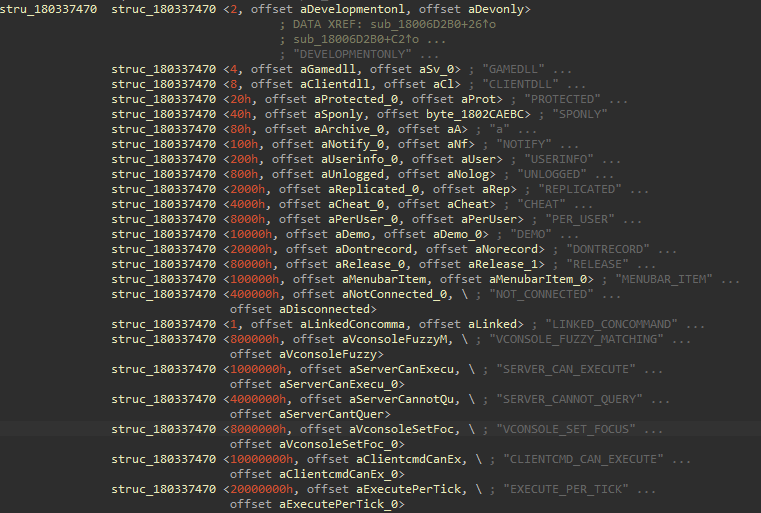 stru_180337470 struc_180337470 <2, offset aDevelopmentonl, offset aDevonly>
; DATA XREF: sub_18006D2B0+26↑o
; sub_18006D2B0+C2↑o ...
; "DEVELOPMENTONLY" ...
struc_180337470 <4, offset aGamedll, offset aSv_0> ; "GAMEDLL" ...
struc_180337470 <8, offset aClientdll, offset aCl> ; "CLIENTDLL" ...
struc_180337470 <20h, offset aProtected_0, offset aProt> ; "PROTECTED" ...
struc_180337470 <40h, offset aSponly, offset byte_1802CAEBC> ; "SPONLY"
struc_180337470 <80h, offset aArchive_0, offset aA> ; "a" ...
struc_180337470 <100h, offset aNotify_0, offset aNf> ; "NOTIFY" ...
struc_180337470 <200h, offset aUserinfo_0, offset aUser> ; "USERINFO" ...
struc_180337470 <800h, offset aUnlogged, offset aNolog> ; "UNLOGGED" ...
struc_180337470 <2000h, offset aReplicated_0, offset aRep> ; "REPLICATED" ...
struc_180337470 <4000h, offset aCheat_0, offset aCheat> ; "CHEAT" ...
struc_180337470 <8000h, offset aPerUser_0, offset aPerUser> ; "PER_USER" ...
struc_180337470 <10000h, offset aDemo, offset aDemo_0> ; "DEMO" ...
struc_180337470 <20000h, offset aDontrecord, offset aNorecord> ; "DONTRECORD" ...
struc_180337470 <80000h, offset aRelease_0, offset aRelease_1> ; "RELEASE" ...
struc_180337470 <100000h, offset aMenubarItem, offset aMenubarItem_0> ; "MENUBAR_ITEM" ...
struc_180337470 <400000h, offset aNotConnected_0, \ ; "NOT_CONNECTED" ...
offset aDisconnected>
struc_180337470 <1, offset aLinkedConcomma, offset aLinked> ; "LINKED_CONCOMMAND" ...
struc_180337470 <800000h, offset aVconsoleFuzzyM, \ ; "VCONSOLE_FUZZY_MATCHING" ...
offset aVconsoleFuzzy>
struc_180337470 <1000000h, offset aServerCanExecu, \ ; "SERVER_CAN_EXECUTE" ...
offset aServerCanExecu_0>
struc_180337470 <4000000h, offset aServerCannotQu, \ ; "SERVER_CANNOT_QUERY" ...
offset aServerCantQuer>
struc_180337470 <8000000h, offset aVconsoleSetFoc, \ ; "VCONSOLE_SET_FOCUS" ...
offset aVconsoleSetFoc_0>
struc_180337470 <10000000h, offset aClientcmdCanEx, \ ; "CLIENTCMD_CAN_EXECUTE" ...
offset aClientcmdCanEx_0>
struc_180337470 <20000000h, offset aExecutePerTick, \ ; "EXECUTE_PER_TICK" ...
offset aExecutePerTick_0>